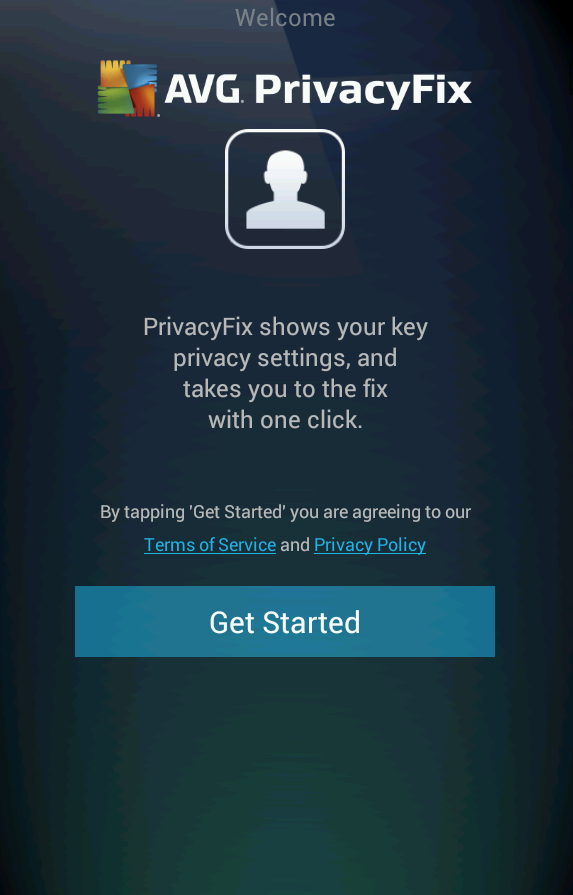 Welcome
AVG. PrivacyFix
PrivacyFix shows your key
privacy settings, and
takes you to the fix
with one click.
By tapping 'Get Started' you are agreeing to our
Terms of Service and Privacy Policy
Get Started